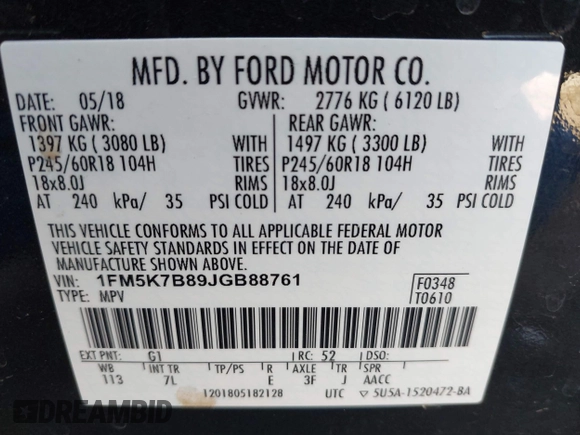 MFD. BY FORD MOTOR CO.
DATE: 05/18 GVWR: 2776 KG ( 6120 LB)
FRONT GAWR: REAR GAWR:
1397 KG ( 3080 LB) WITH 1497 KG ( 3300 LB) WITH
P245/60R18 104H TIRES P245/60R18 104H TIRES
18x8.0J RIMS 18x8.0J RIMS
AT 240 kPa/ 35 PSI COLD AT 240 kPa/ 35 PSI COLD
THIS VEHICLE CONFORMS TO ALL APPLICABLE FEDERAL MOTOR
VEHICLE SAFETY STANDARDS IN EFFECT ON THE DATE OF
MANUFACTURE SHOWN ABOVE.
VIN: 1FM5K7B89JGB88761 F0348
TYPE: MPV T0610
EXT PNT: G1 RC: 52 DSO:
WB INT TR TP/PS R AXLE TR SPR
113 7L E 3F J AACC
1201805182128 UTC ▽ 5U5A-1520472-BA
DREAMBID